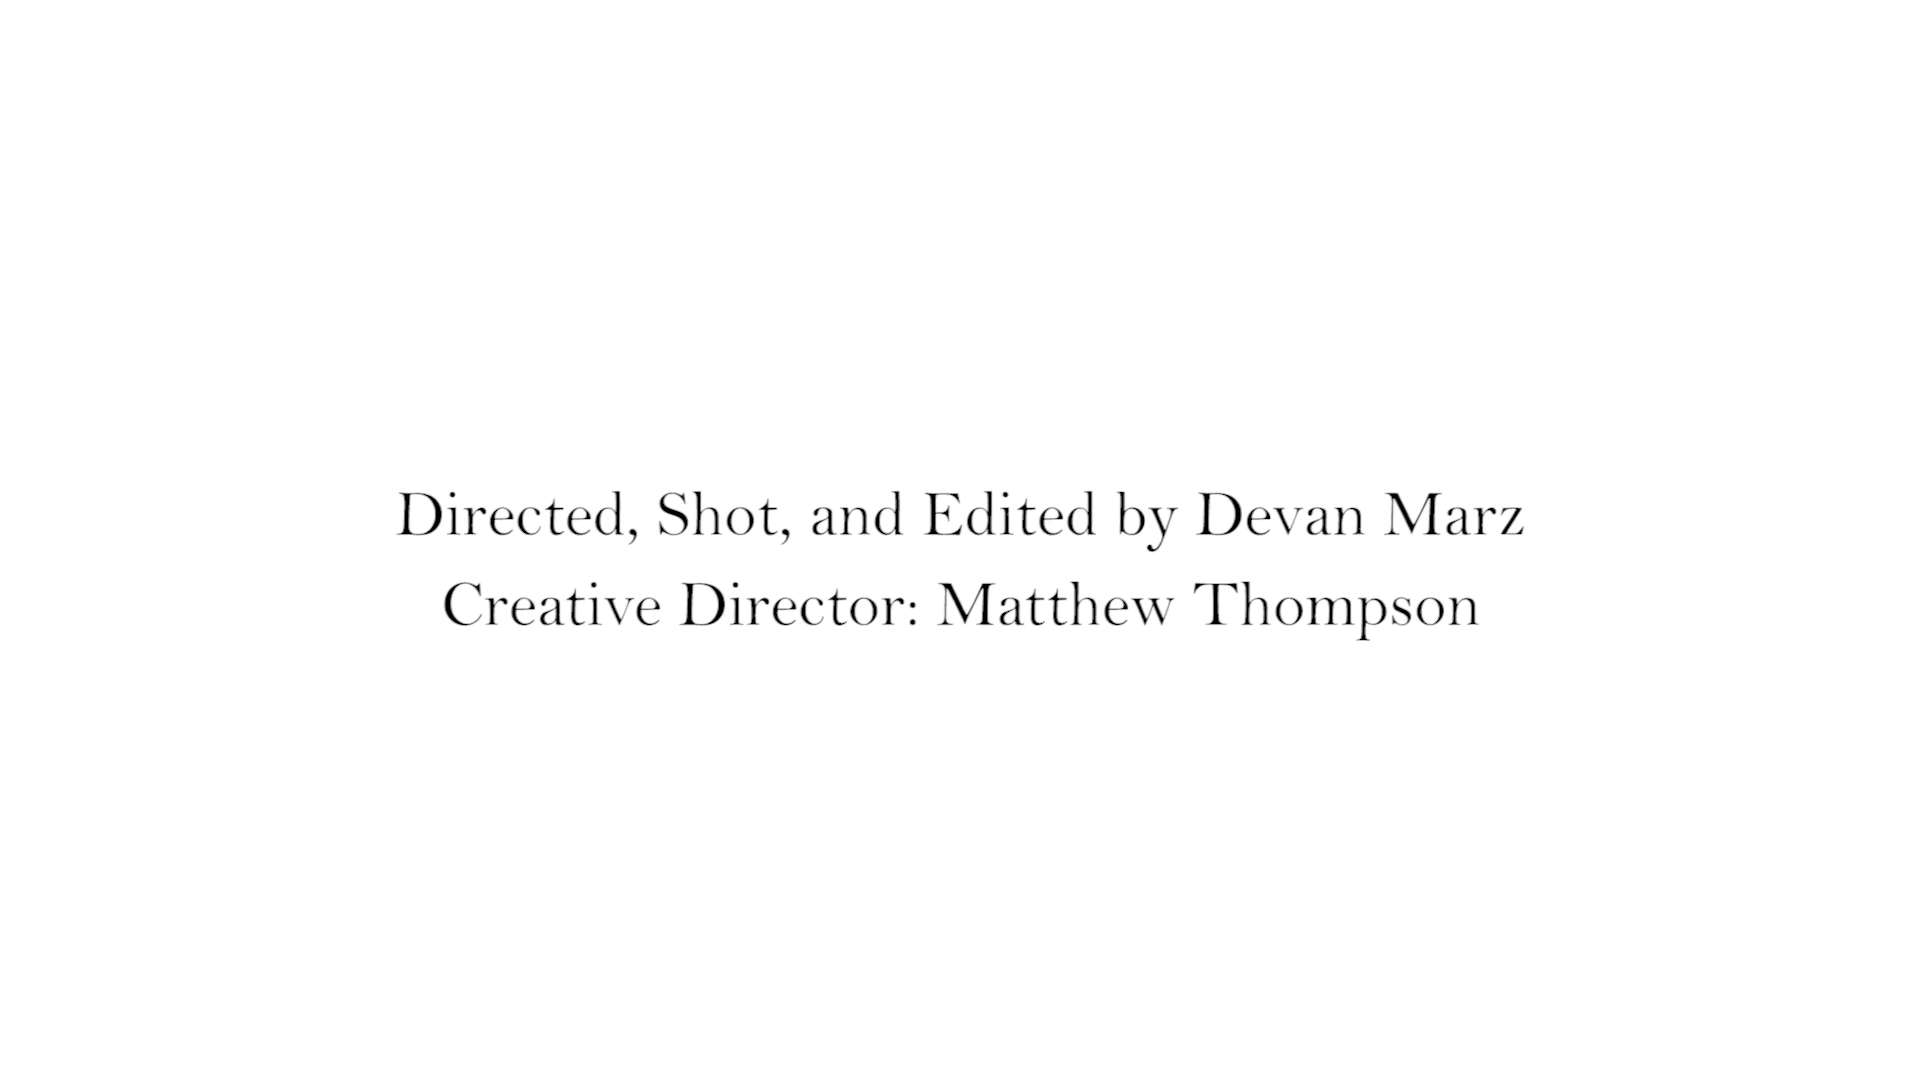 Directed, Shot, and Edited by Devan Marz
Creative Director: Matthew Thompson